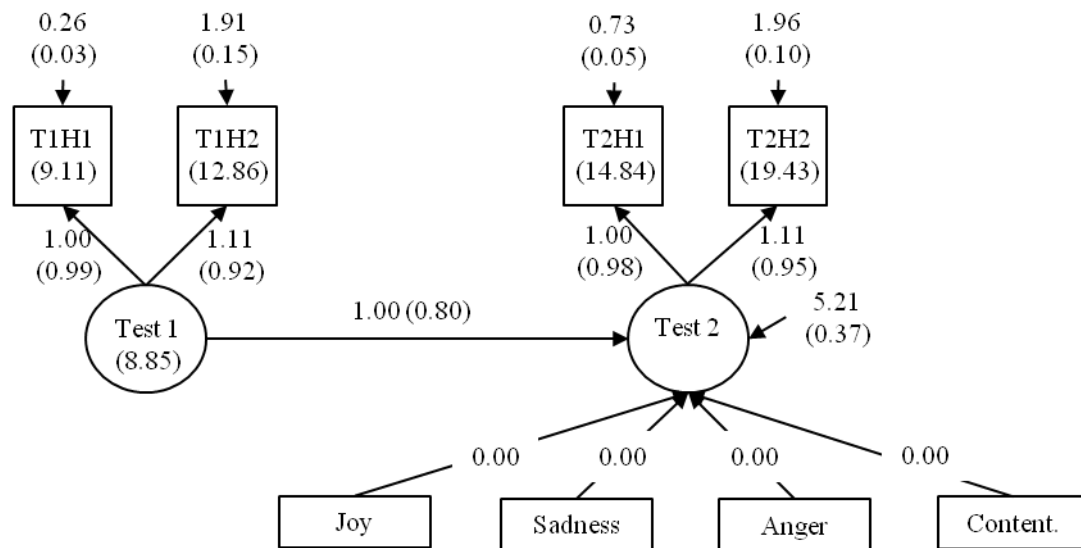 0.26
(0.03)
1.91
(0.15)
0.73
(0.05)
1.96
(0.10)
T1H1
(9.11)
T1H2
(12.86)
T2H1
(14.84)
T2H2
(19.43)
1.00
(0.99)
1.11
(0.92)
1.00
(0.98)
1.11
(0.95)
Test 1
(8.85)
1.00 (0.80)
Test 2
5.21
(0.37)
0.00
0.00
0.00
0.00
Joy
Sadness
Anger
Content.